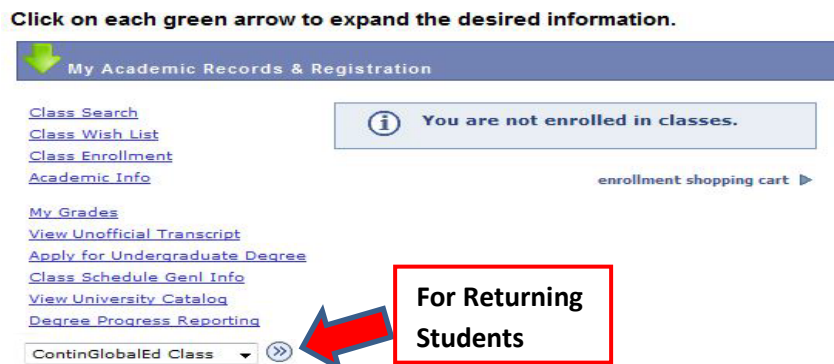 Click on each green arrow to expand the desired information.
My Academic Records & Registration
Class Search
Class Wish List
Class Enrollment
Academic Info
You are not enrolled in classes.
enrollment shopping cart
My Grades
View Unofficial Transcript
Apply for Undergraduate Degree
Class Schedule Genl Info
View University Catalog
Degree Progress Reporting
ContinGlobalEd Class
For Returning
Students